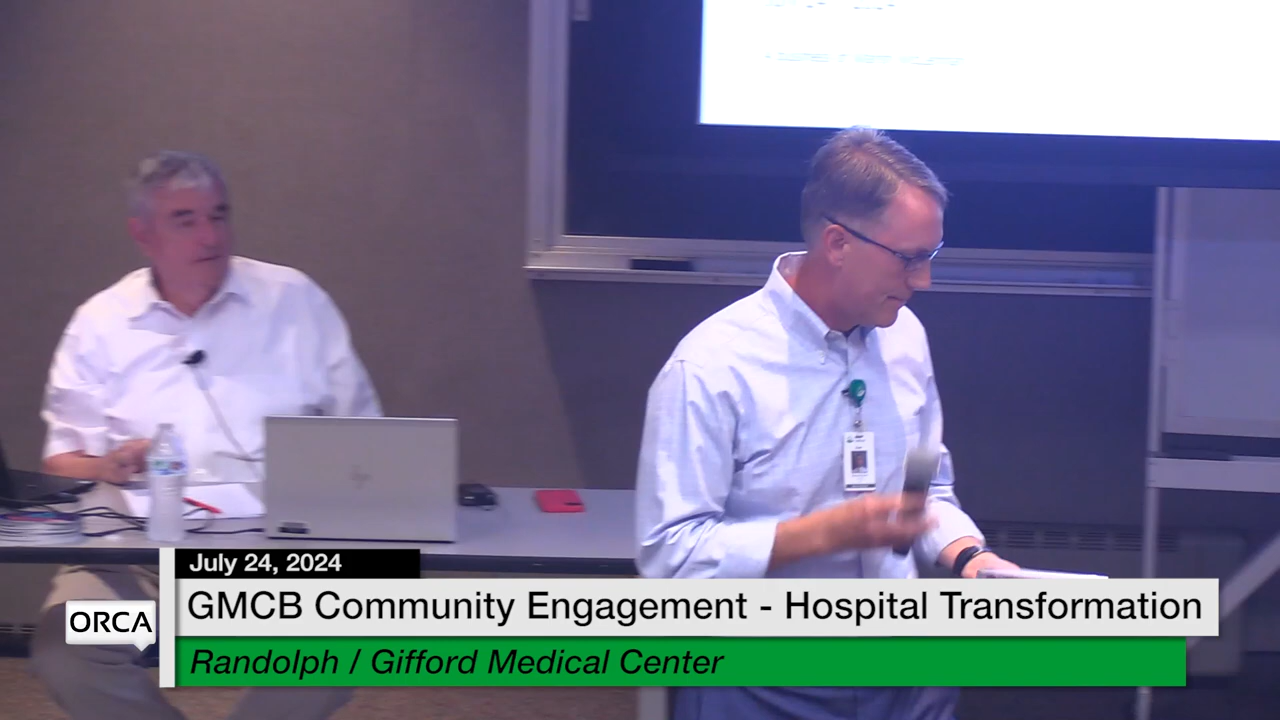 July 24, 2024
GMCB Community Engagement - Hospital Transformation
ORCA
Randolph / Gifford Medical Center